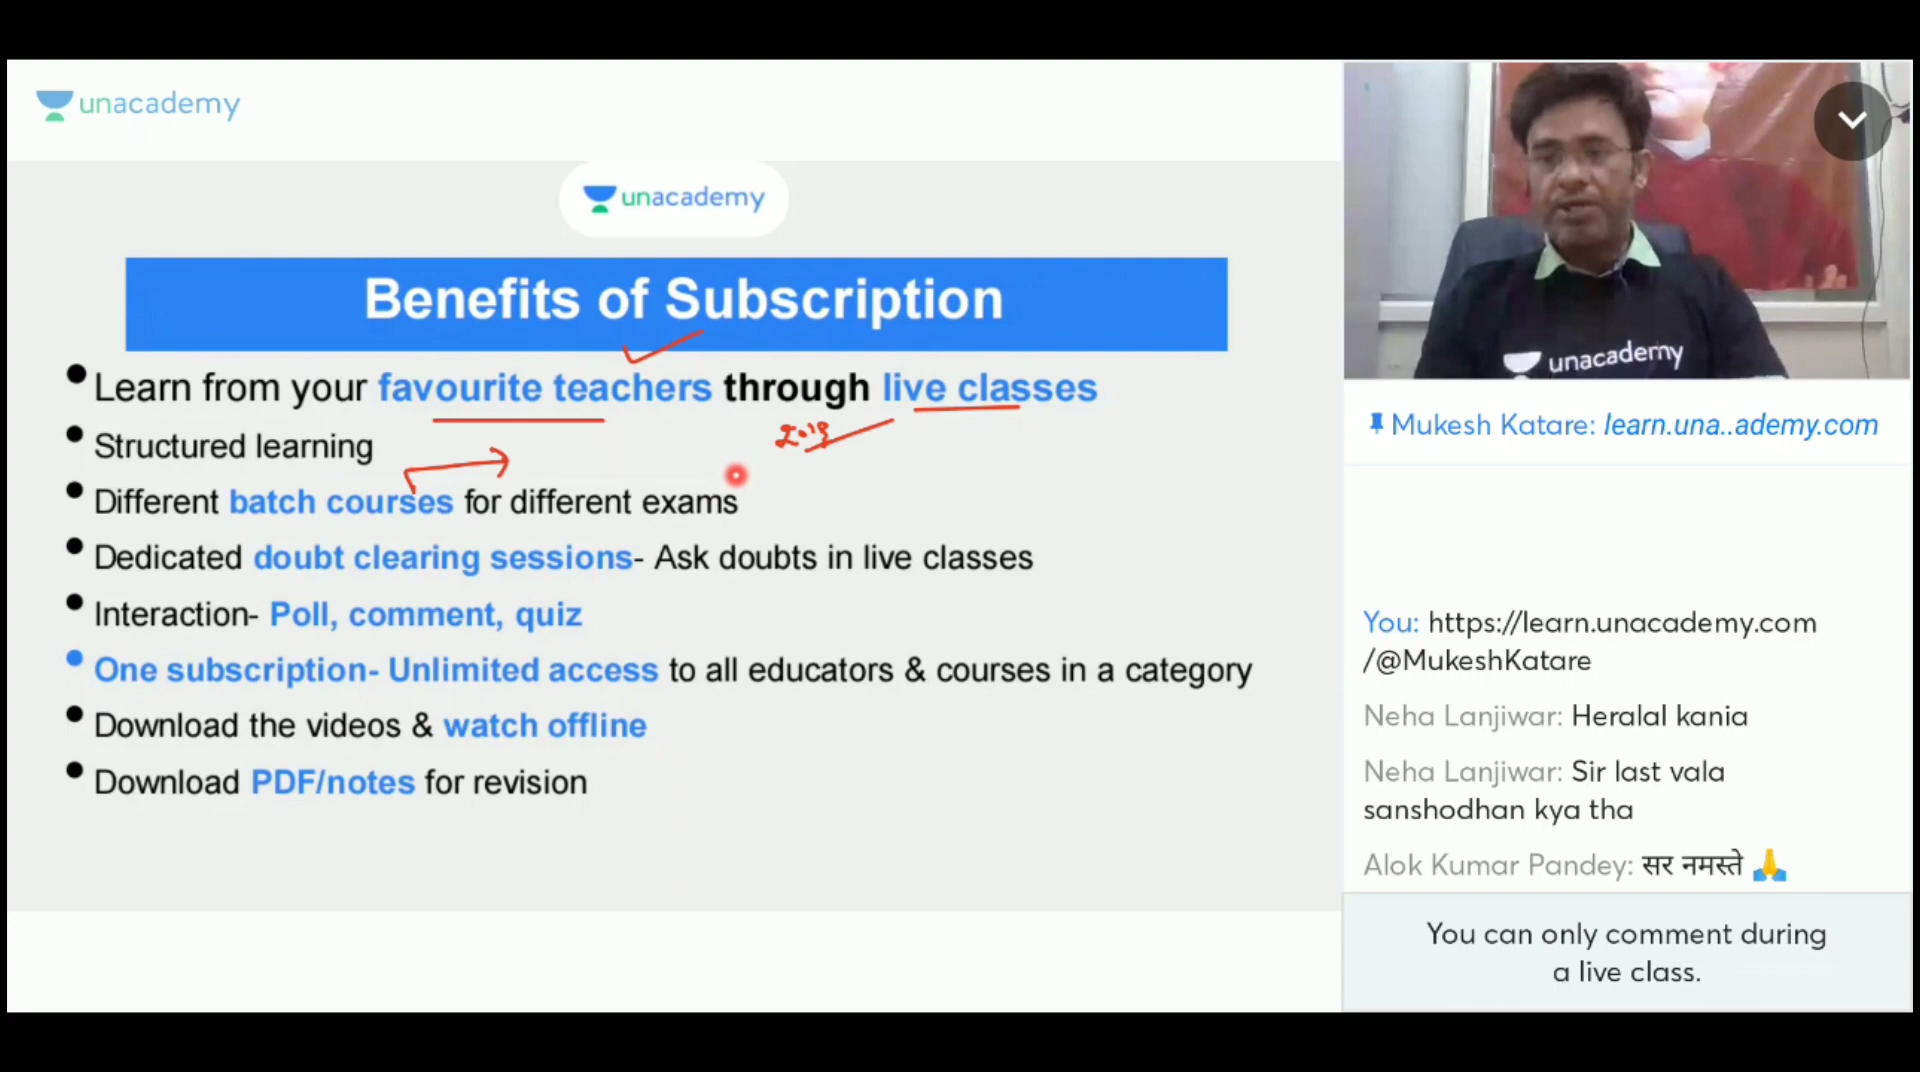 unacademy
unacademy
Benefits of Subscription
Learn from your favourite teachers through live classes
2019
Structured learning
Different batch courses for different exams
Dedicated doubt clearing sessions- Ask doubts in live classes
Interaction- Poll, comment, quiz
One subscription- Unlimited access to all educators & courses in a category
Download the videos & watch offline
Download PDF/notes for revision
unacademy
Mukesh Katare: learn.una..ademy.com
You: https://learn.unacademy.com
/@MukeshKatare
Neha Lanjiwar: Heralal kania
Neha Lanjiwar: Sir last vala
sanshodhan kya tha
Alok Kumar Pandey: सर नमस्ते 🙏
You can only comment during
a live class.